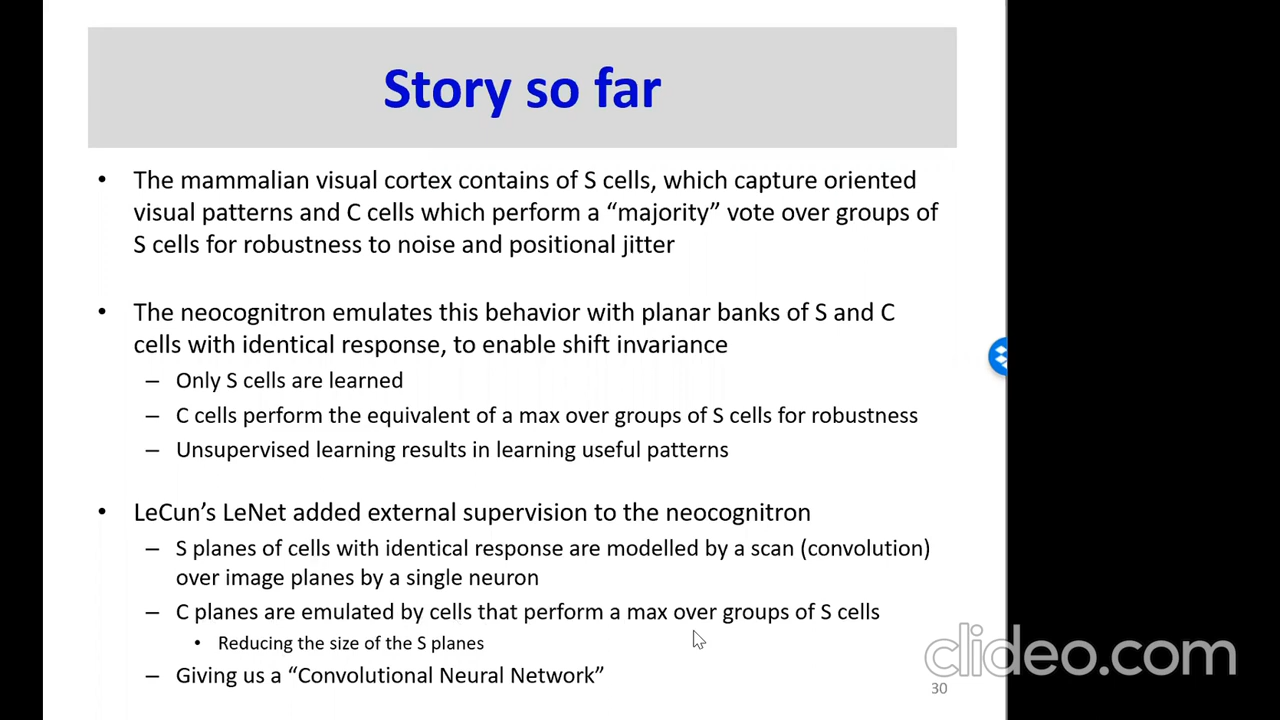 Story so far
• The mammalian visual cortex contains of S cells, which capture oriented
visual patterns and C cells which perform a “majority” vote over groups of
S cells for robustness to noise and positional jitter
• The neocognitron emulates this behavior with planar banks of S and C
cells with identical response, to enable shift invariance
– Only S cells are learned
– C cells perform the equivalent of a max over groups of S cells for robustness
– Unsupervised learning results in learning useful patterns
• LeCun’s LeNet added external supervision to the neocognitron
– S planes of cells with identical response are modelled by a scan (convolution)
over image planes by a single neuron
– C planes are emulated by cells that perform a max over groups of S cells
• Reducing the size of the S planes
– Giving us a “Convolutional Neural Network”
clideo.com
30